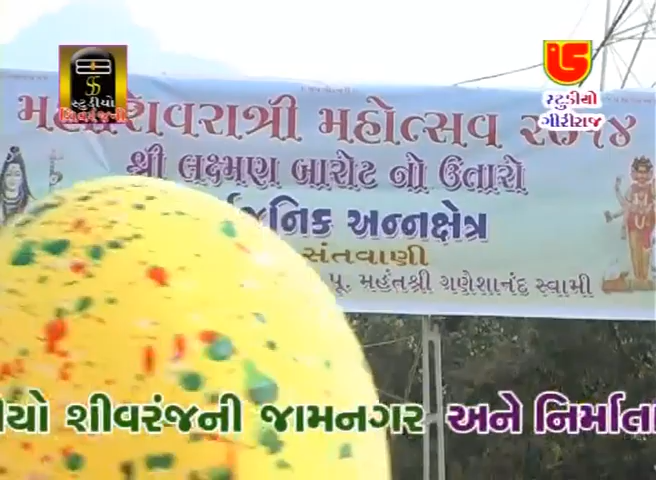 સ્ટુડીયો
શિવરંજની
સ્ટુડીયો
ગીરીરાજ
મહાશિવરાત્રી મહોત્સવ ૨૦૧૪
શ્રી લક્ષ્મણ બારોટ નો ઉતારો
અન્નક્ષેત્ર
સંતવાણી
પૂ. મહંતશ્રી ગણેશાનંદ સ્વામી
શીવરંજની જામનગર અને